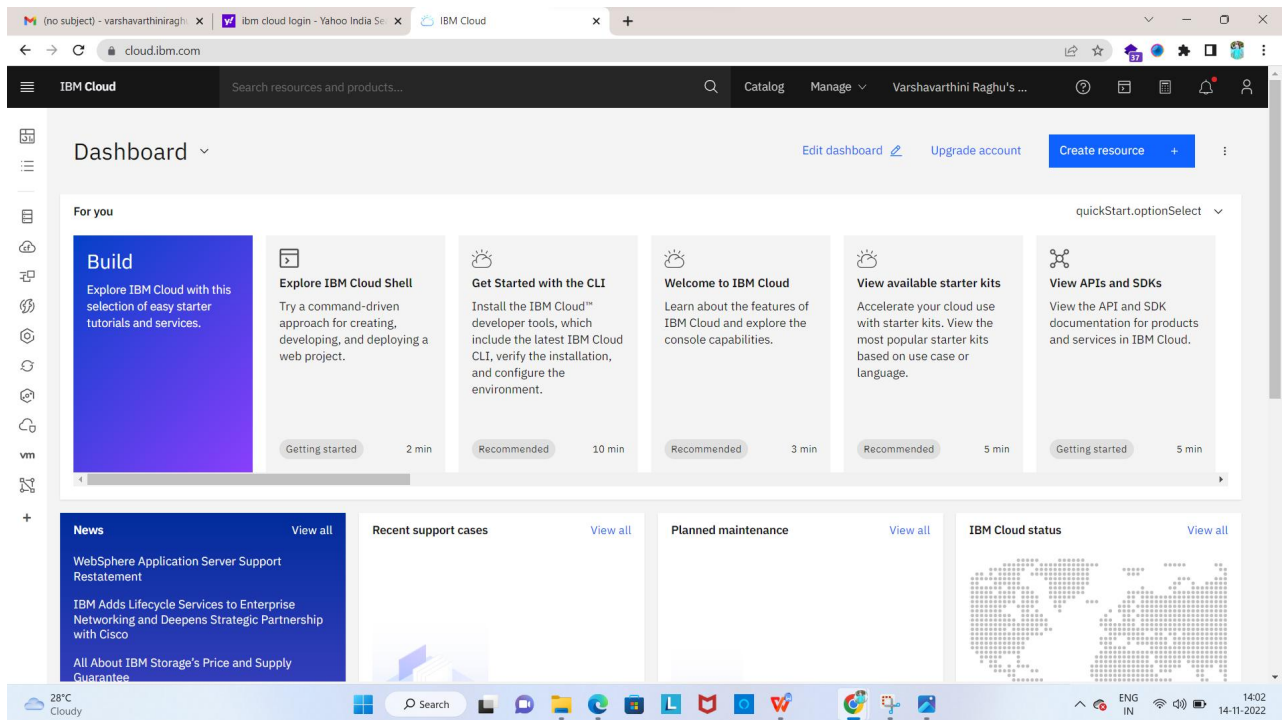 (no subject) - varshavarthiniragh
ibm cloud login - Yahoo India Se
IBM Cloud
cloud.ibm.com
37
IBM Cloud
Search resources and products...
Catalog
Manage
Varshavarthini Raghu's ...
Dashboard
Edit dashboard
Upgrade account
Create resource +
For you
quickStart.optionSelect
Build
Explore IBM Cloud with this
selection of easy starter
tutorials and services.
Explore IBM Cloud Shell
Try a command-driven
approach for creating,
developing, and deploying a
web project.
Getting started
2 min
Get Started with the CLI
Install the IBM Cloud™
developer tools, which
include the latest IBM Cloud
CLI, verify the installation,
and configure the
environment.
Recommended
10 min
Welcome to IBM Cloud
Learn about the features of
IBM Cloud and explore the
console capabilities.
Recommended
3 min
View available starter kits
Accelerate your cloud use
with starter kits. View the
most popular starter kits
based on use case or
language.
Recommended
5 min
View APIs and SDKs
View the API and SDK
documentation for products
and services in IBM Cloud.
Getting started
5 min
vm
News
View all
WebSphere Application Server Support
Restatement
IBM Adds Lifecycle Services to Enterprise
Networking and Deepens Strategic Partnership
with Cisco
All About IBM Storage's Price and Supply
Guarantee
Recent support cases
View all
Planned maintenance
View all
IBM Cloud status
View all
28°C
Cloudy
Search
ENG
IN
14:02
14-11-2022